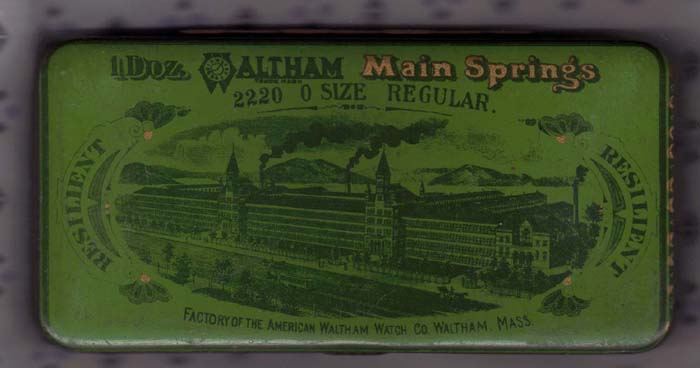 1 Doz. WALTHAM Main Springs
TRADE MARK
2220 0 SIZE REGULAR.
RESILIENT
RESILIENT
FACTORY OF THE AMERICAN WALTHAM WATCH CO. WALTHAM, MASS.